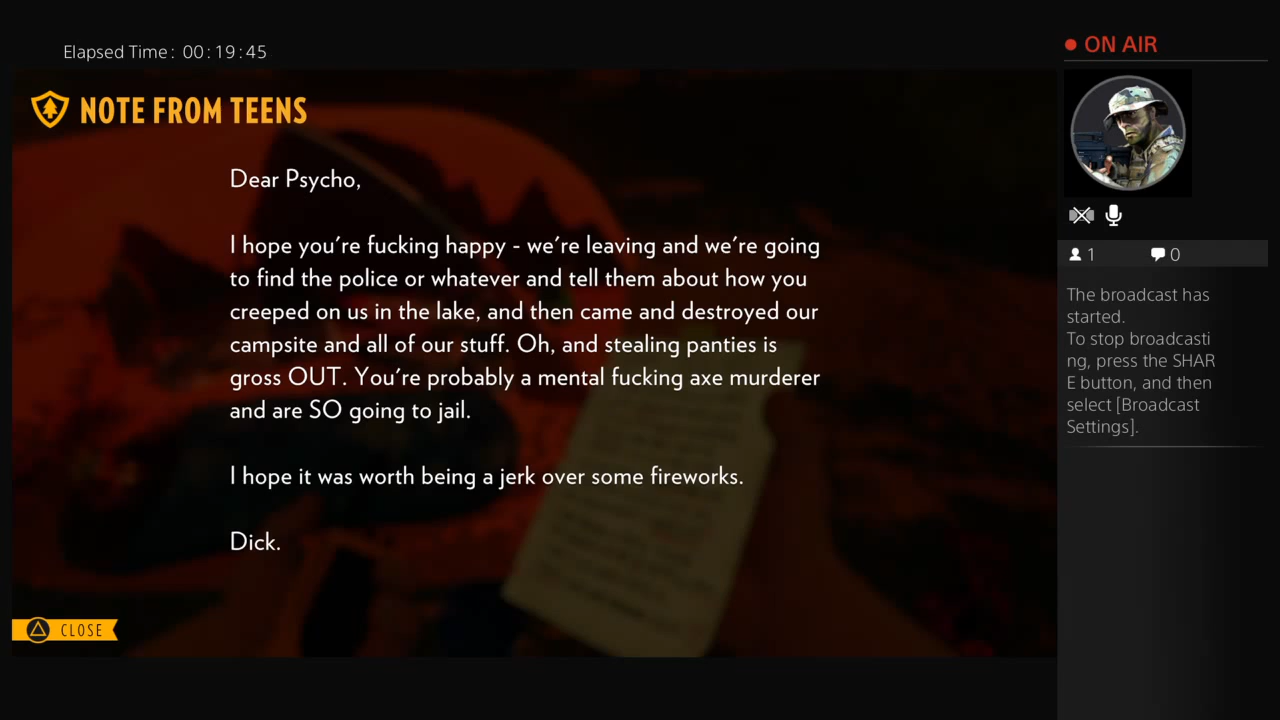 Elapsed Time: 00:19:45
ON AIR
NOTE FROM TEENS
Dear Psycho,
I hope you're fucking happy - we're leaving and we're going
to find the police or whatever and tell them about how you
creeped on us in the lake, and then came and destroyed our
campsite and all of our stuff. Oh, and stealing panties is
gross OUT. You're probably a mental fucking axe murderer
and are SO going to jail.
I hope it was worth being a jerk over some fireworks.
Dick.
CLOSE
1
0
The broadcast has
started.
To stop broadcasti
ng, press the SHAR
E button, and then
select [Broadcast
Settings].